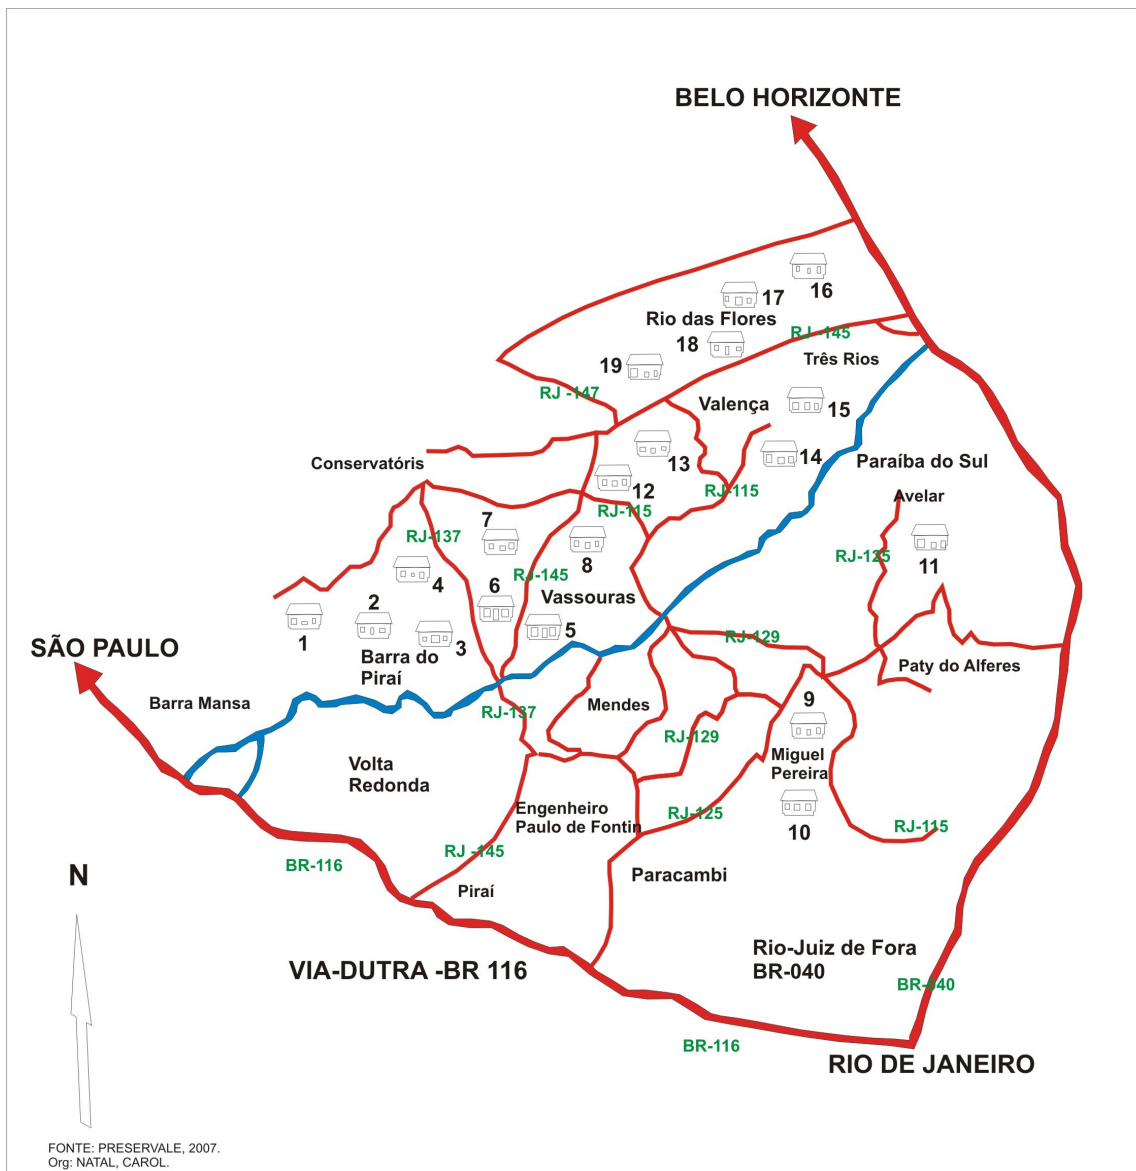 BELO HORIZONTE
16
17
Rio das Flores
RJ -145
18
Três Rios
19
RJ -147
Valença
15
13
14
Conservatóris
Paraíba do Sul
12
RJ-115
Avelar
RJ-115
7
RJ-137
8
RJ-125
11
4
RJ-145
6
Vassouras
2
5
1
3
RJ-129
SÃO PAULO
Barra do
Piraí
Paty do Alferes
Barra Mansa
RJ-137
Mendes
9
RJ-129
Miguel
Pereira
Volta
Redonda
Engenheiro
Paulo de Fontin
RJ-125
10
RJ-115
BR-116
RJ -145
N
Piraí
Paracambi
Rio-Juiz de Fora
BR-040
VIA-DUTRA -BR 116
BR-040
BR-116
RIO DE JANEIRO
FONTE: PRESERVALE, 2007.
Org: NATAL, CAROL.